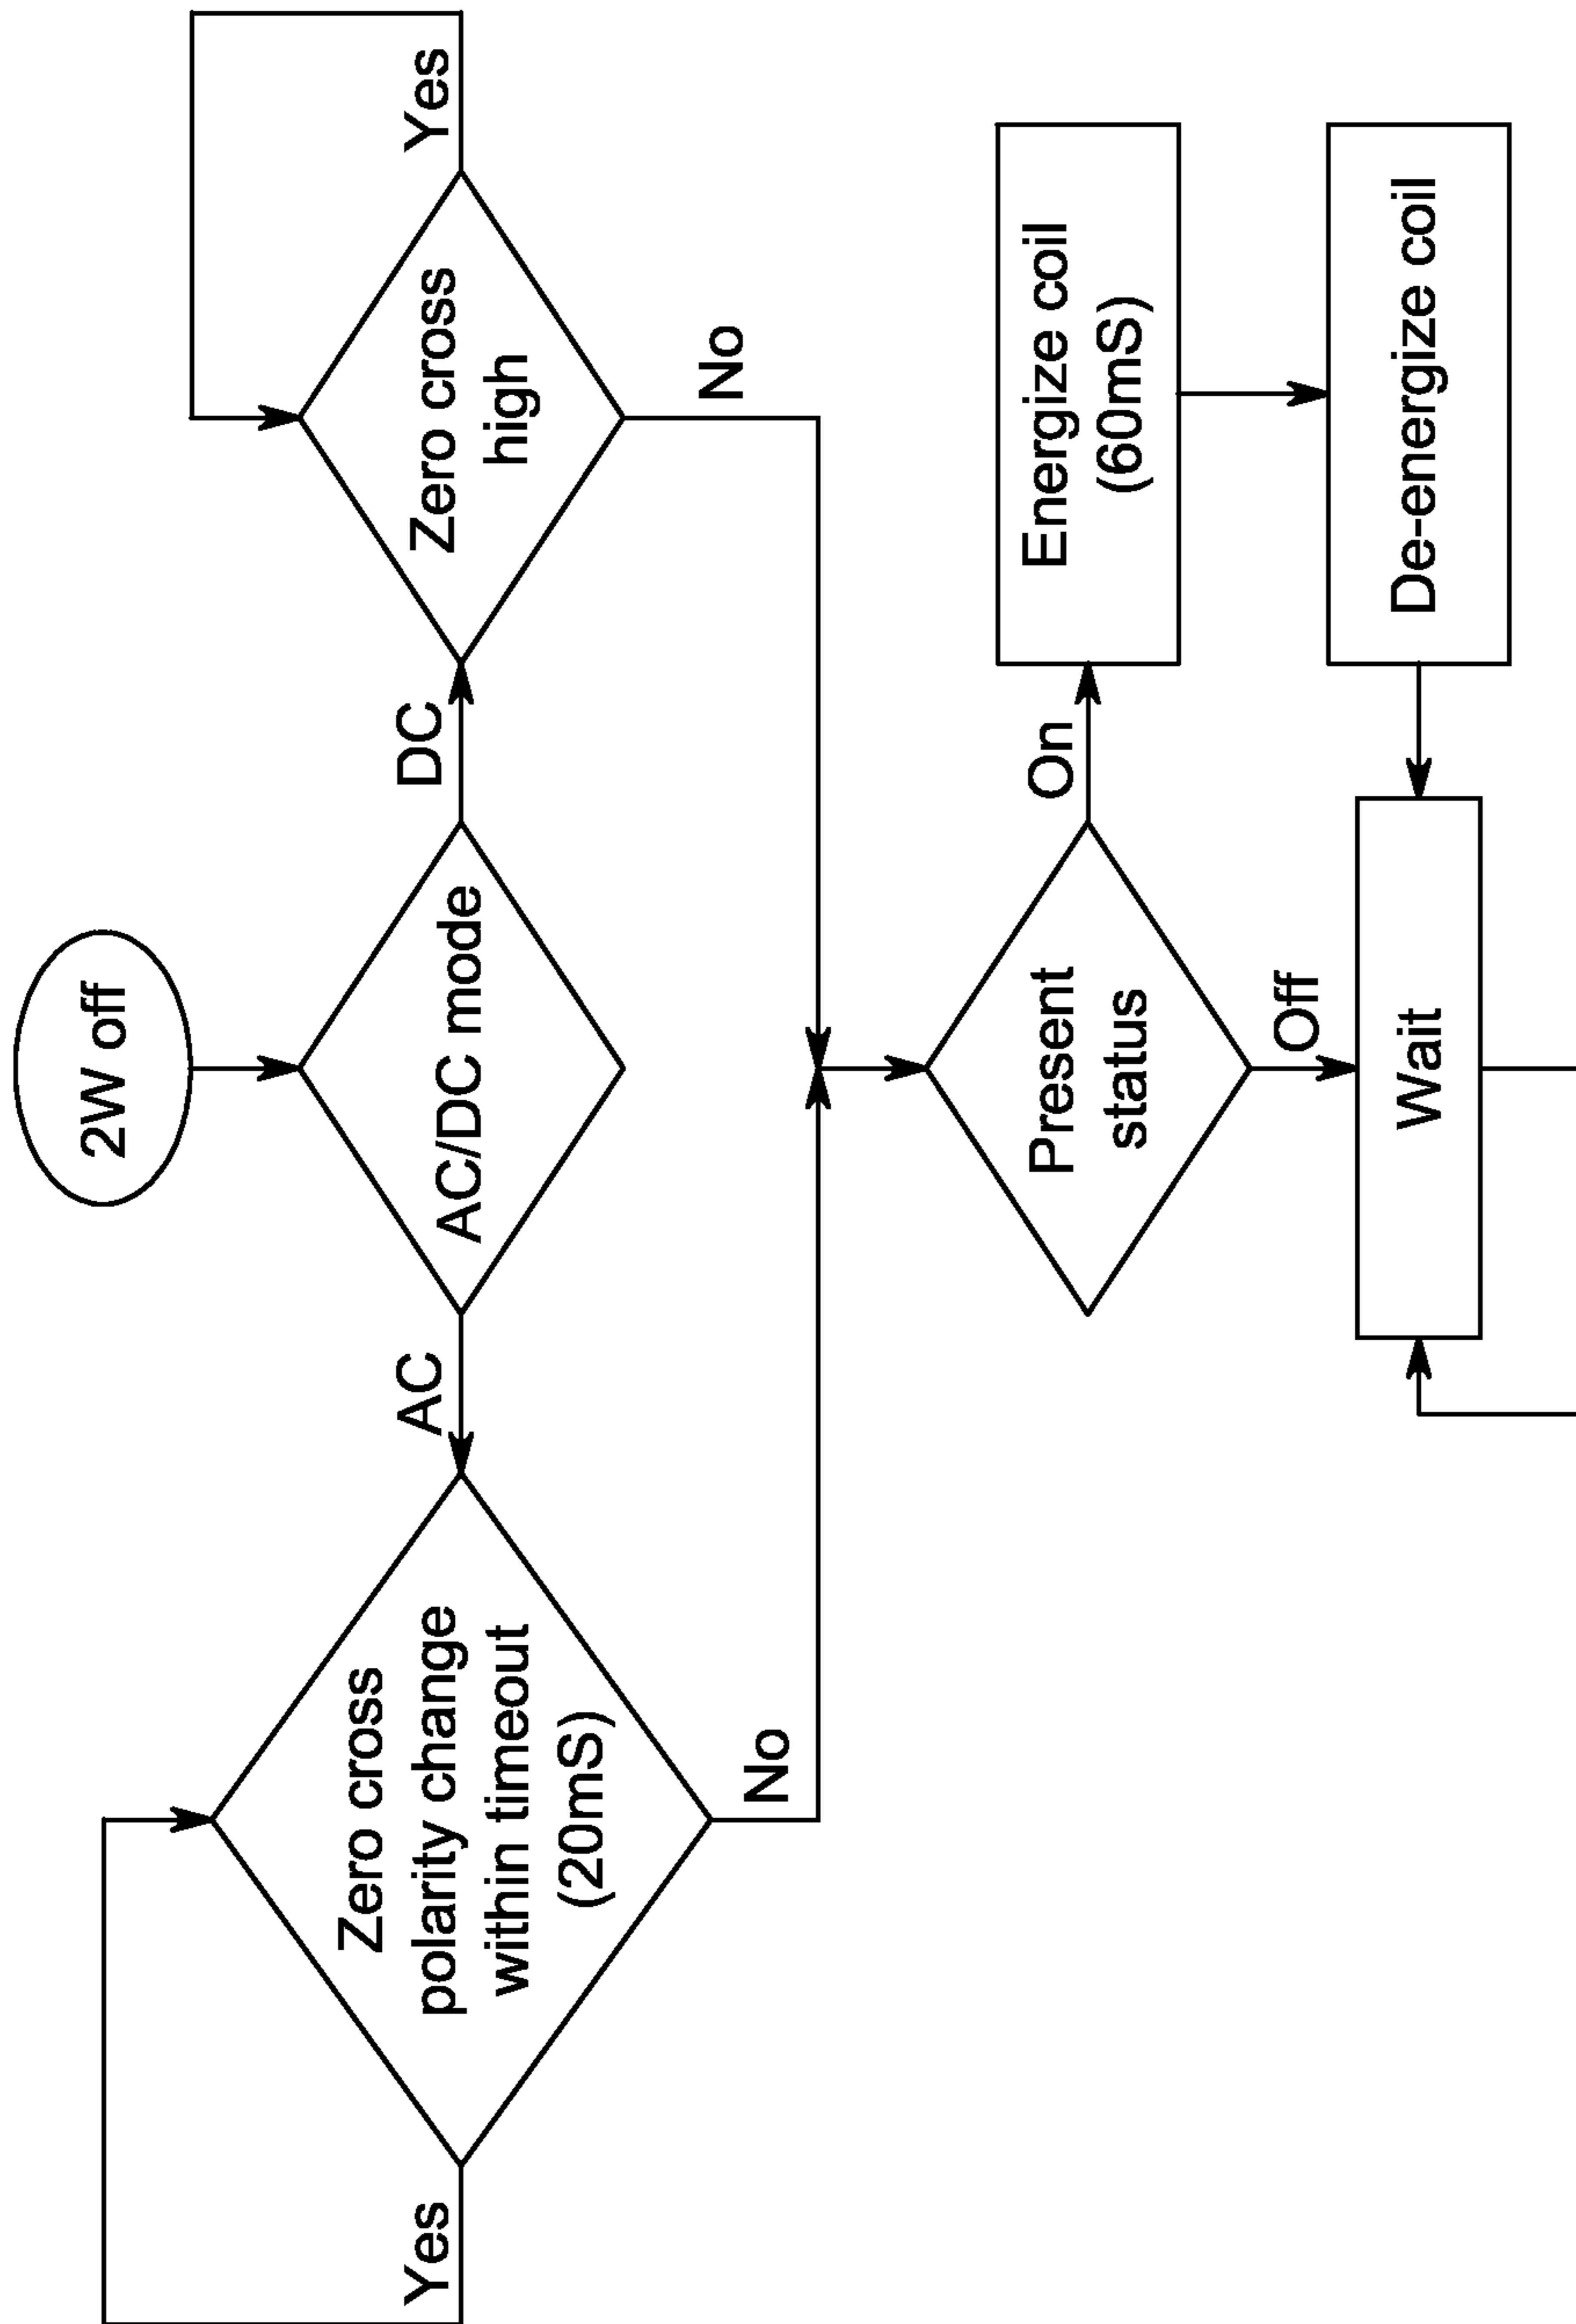 2W off
AC/DC mode
AC
DC
Zero cross
polarity change
within timeout
(20mS)
Yes
No
Zero cross
high
Yes
No
Present
status
On
Off
Energize coil
(60mS)
De-energize coil
Wait